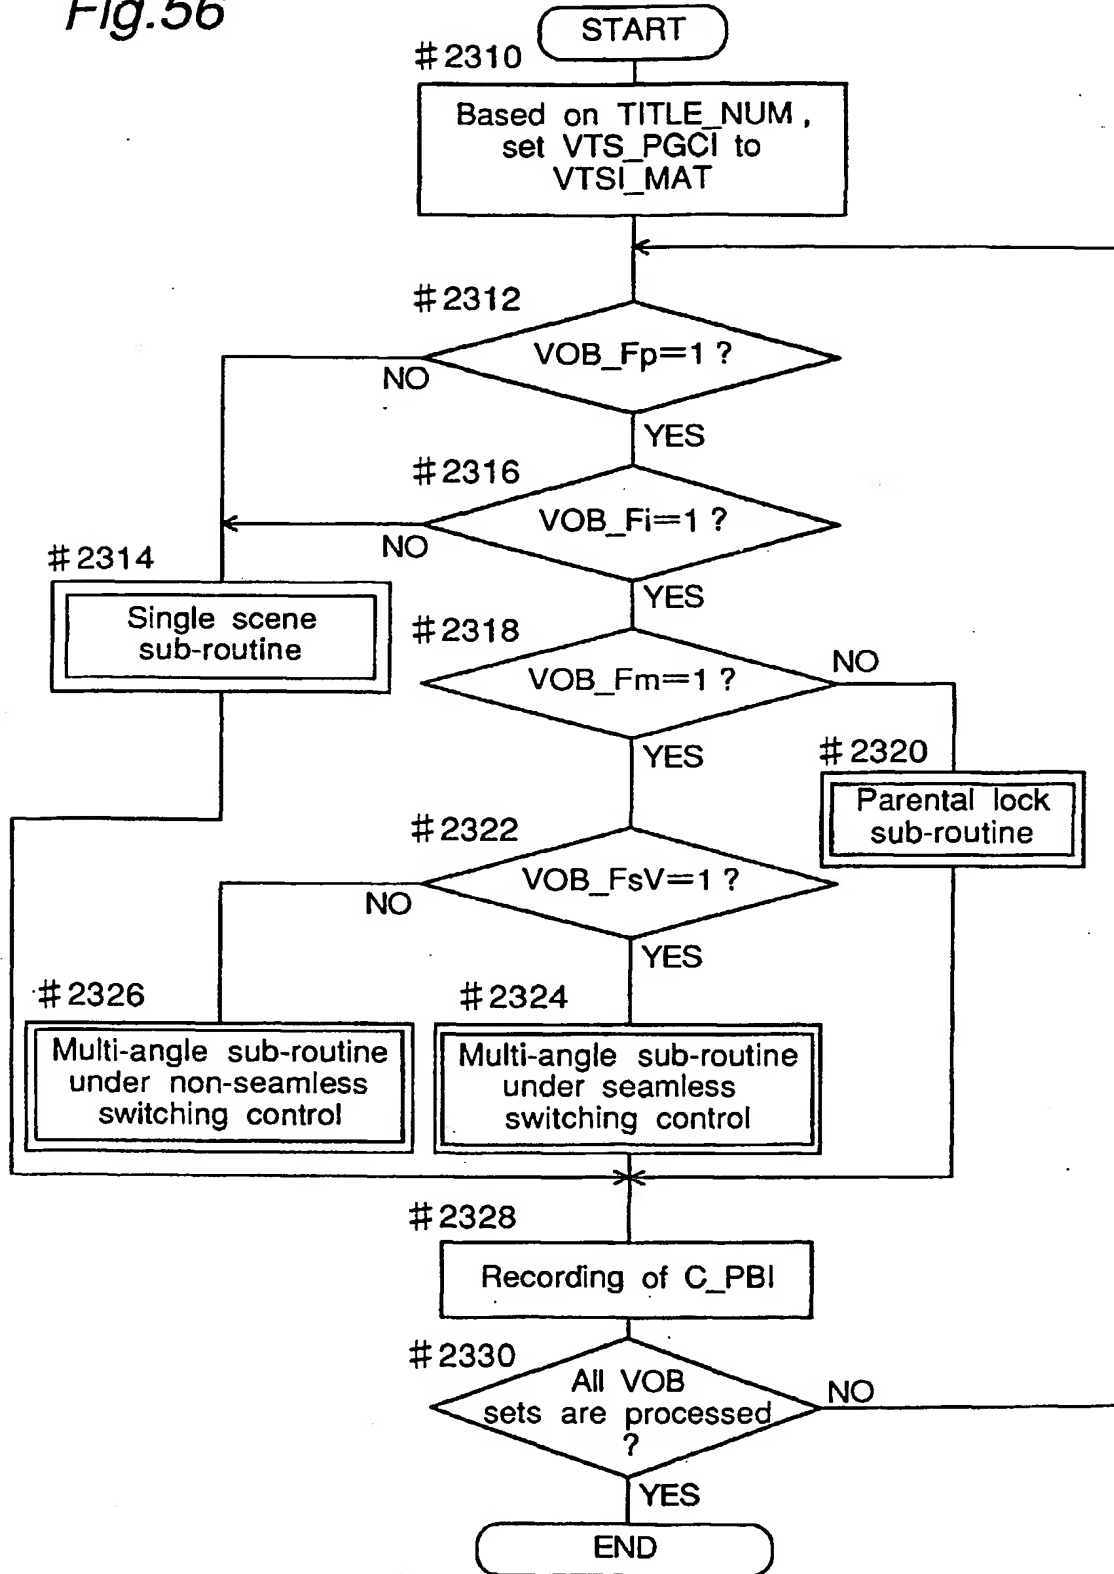 Fig.56
START
#2310
Based on TITLE_NUM,
set VTS_PGCI to
VTSI_MAT
#2312
VOB_Fp=1 ?
NO
YES
#2316
VOB_Fi=1 ?
NO
YES
#2314
Single scene
sub-routine
#2318
VOB_Fm=1 ?
NO
YES
#2320
Parental lock
sub-routine
#2322
VOB_FsV=1 ?
NO
YES
#2326
Multi-angle sub-routine
under non-seamless
switching control
#2324
Multi-angle sub-routine
under seamless
switching control
#2328
Recording of C_PBI
#2330
All VOB
sets are processed
?
NO
YES
END